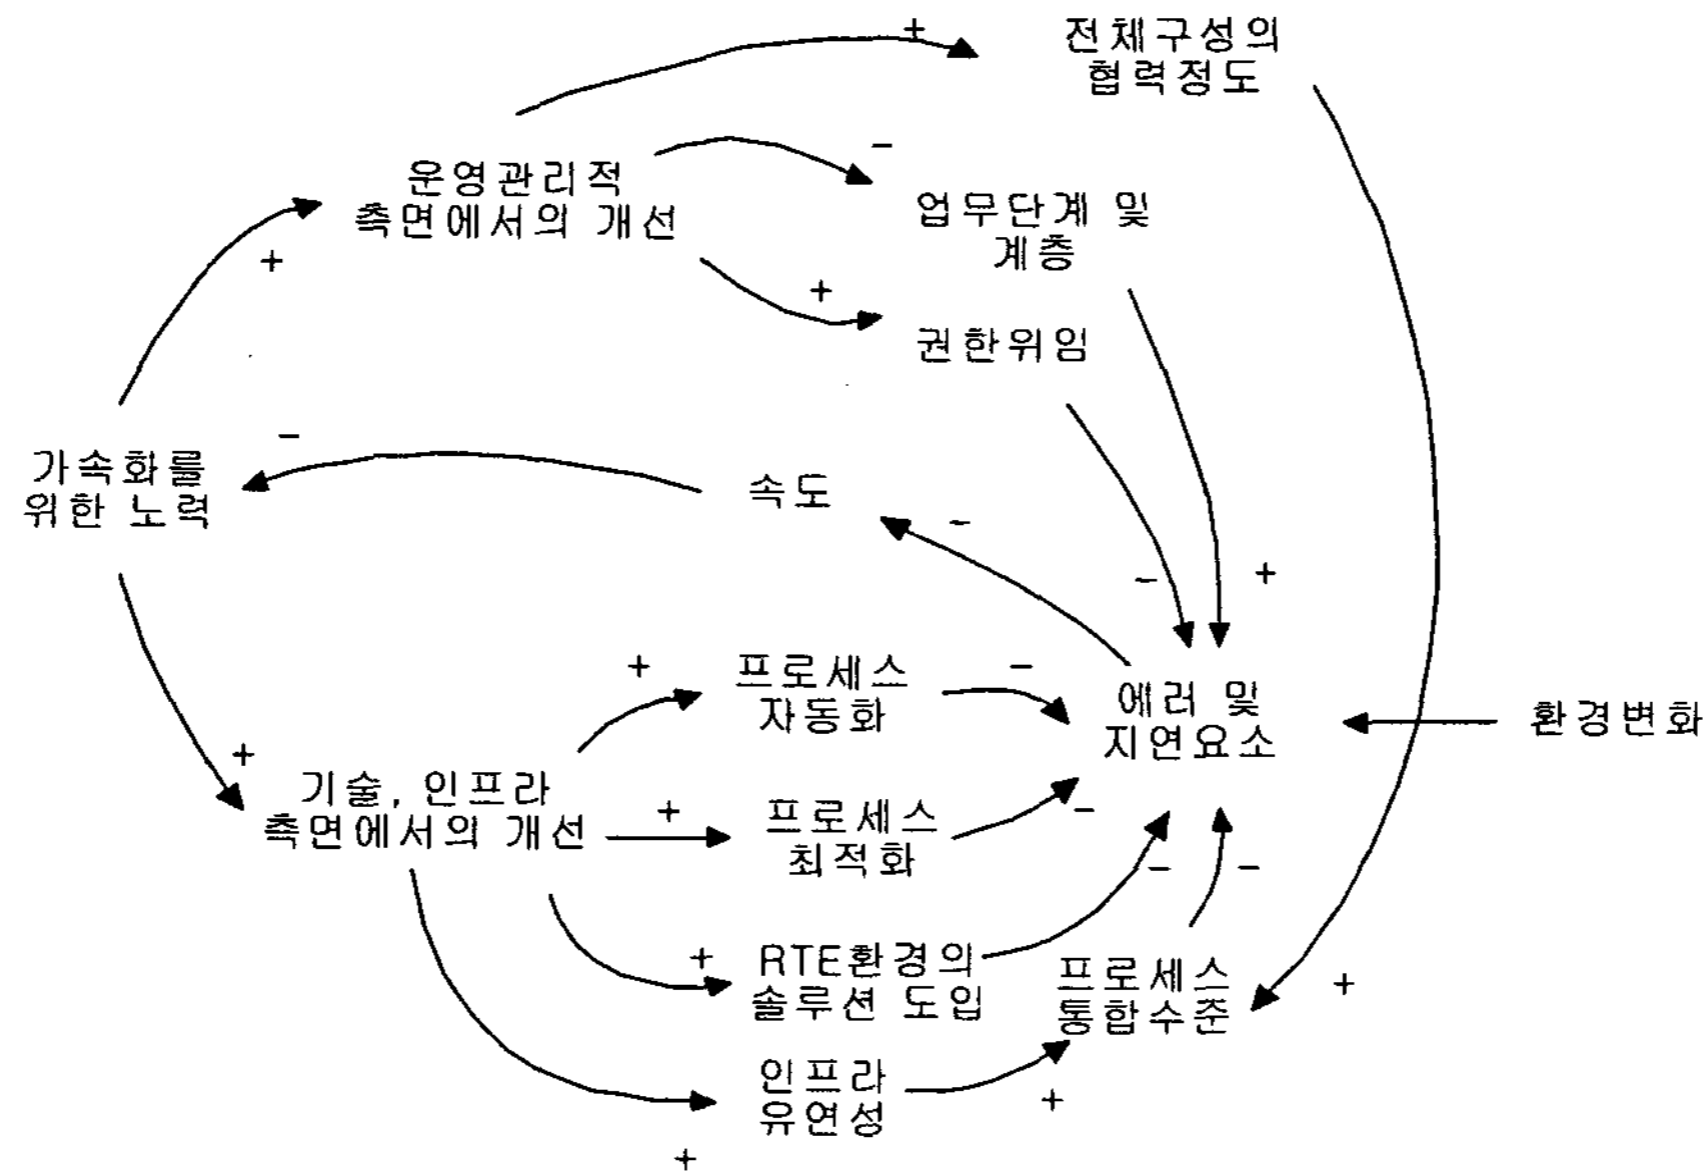 +
전체구성의
협력정도
-
운영관리적
측면에서의 개선
+
업무단계 및
계층
+
권한위임
-
가속화를
위한 노력
속도
-
-
+
+
프로세스
자동화
-
에러 및
지연요소
환경변화
+
기술, 인프라
측면에서의 개선
+
프로세스
최적화
-
-
-
+
RTE환경의
솔루션 도입
프로세스
통합수준
+
인프라
유연성
+
+